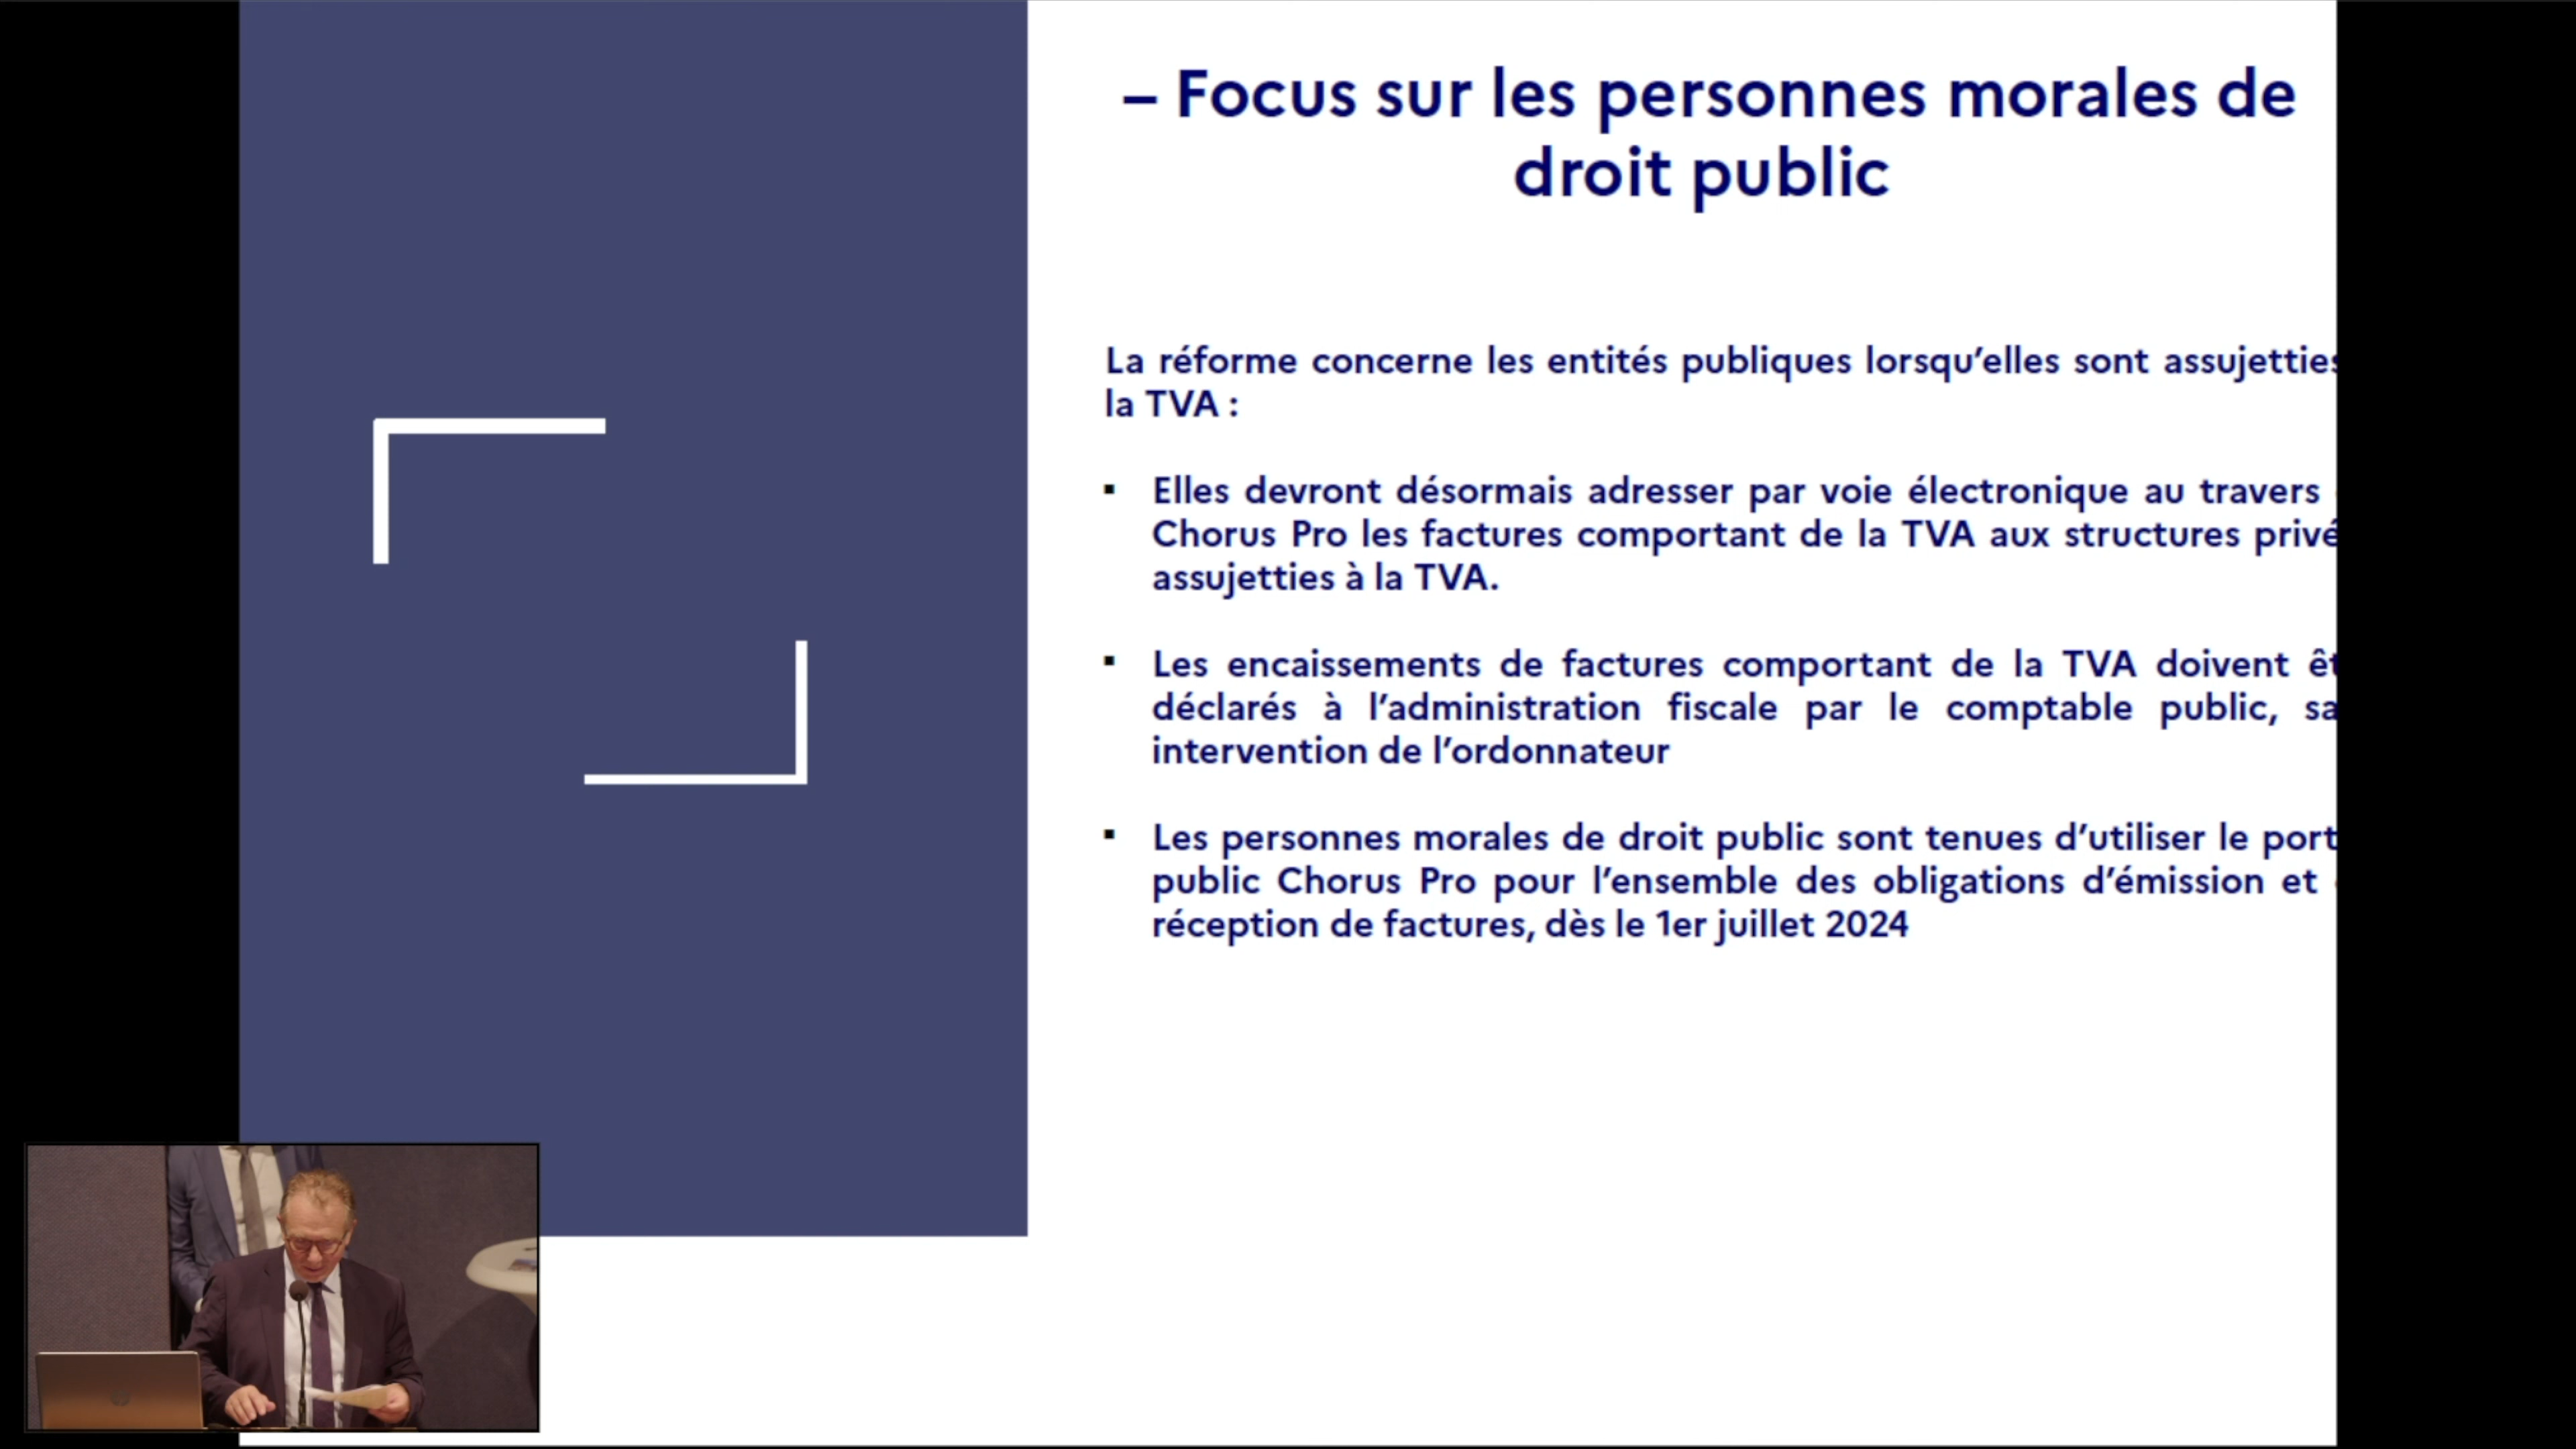 – Focus sur les personnes morales de
droit public
La réforme concerne les entités publiques lorsqu’elles sont assujetties
la TVA :
▪ Elles devront désormais adresser par voie électronique au travers
Chorus Pro les factures comportant de la TVA aux structures privé
assujetties à la TVA.
▪ Les encaissements de factures comportant de la TVA doivent êt
déclarés à l’administration fiscale par le comptable public, sa
intervention de l’ordonnateur
▪ Les personnes morales de droit public sont tenues d’utiliser le port
public Chorus Pro pour l’ensemble des obligations d’émission et
réception de factures, dès le 1er juillet 2024